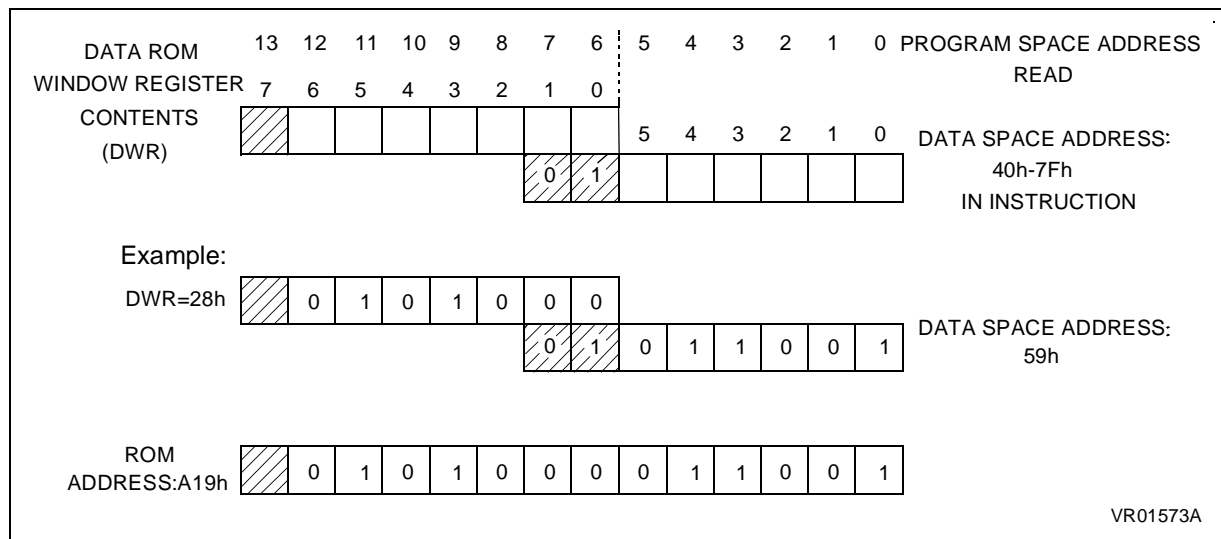 13 12 11 10 9 8 7 6 5 4 3 2 1 0 PROGRAM SPACE ADDRESS
READ
DATA ROM
WINDOW REGISTER 7 6 5 4 3 2 1 0
CONTENTS
(DWR)
5 4 3 2 1 0 DATA SPACE ADDRESS:
40h-7Fh
IN INSTRUCTION
0 1
Example:
DWR=28h 0 1 0 1 0 0 0
0 1 0 1 1 0 0 1 DATA SPACE ADDRESS:
59h
ROM
ADDRESS:A19h 0 1 0 1 0 0 0 0 1 1 0 0 1
VR01573A